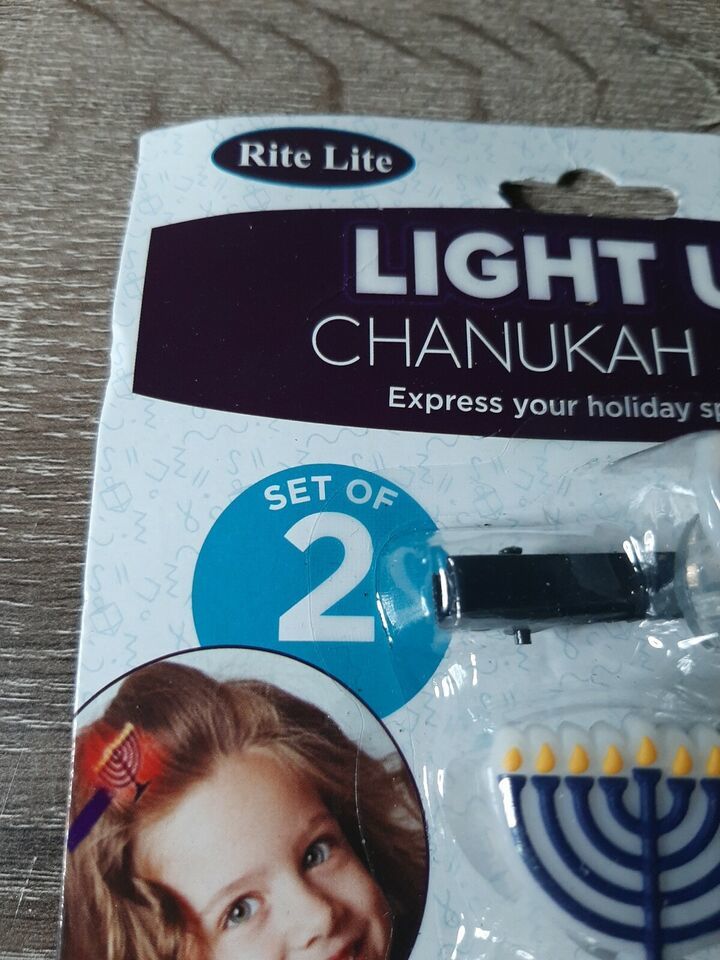 Rite Lite
LIGHT
CHANUKAH
Express your holiday
SET OF
2